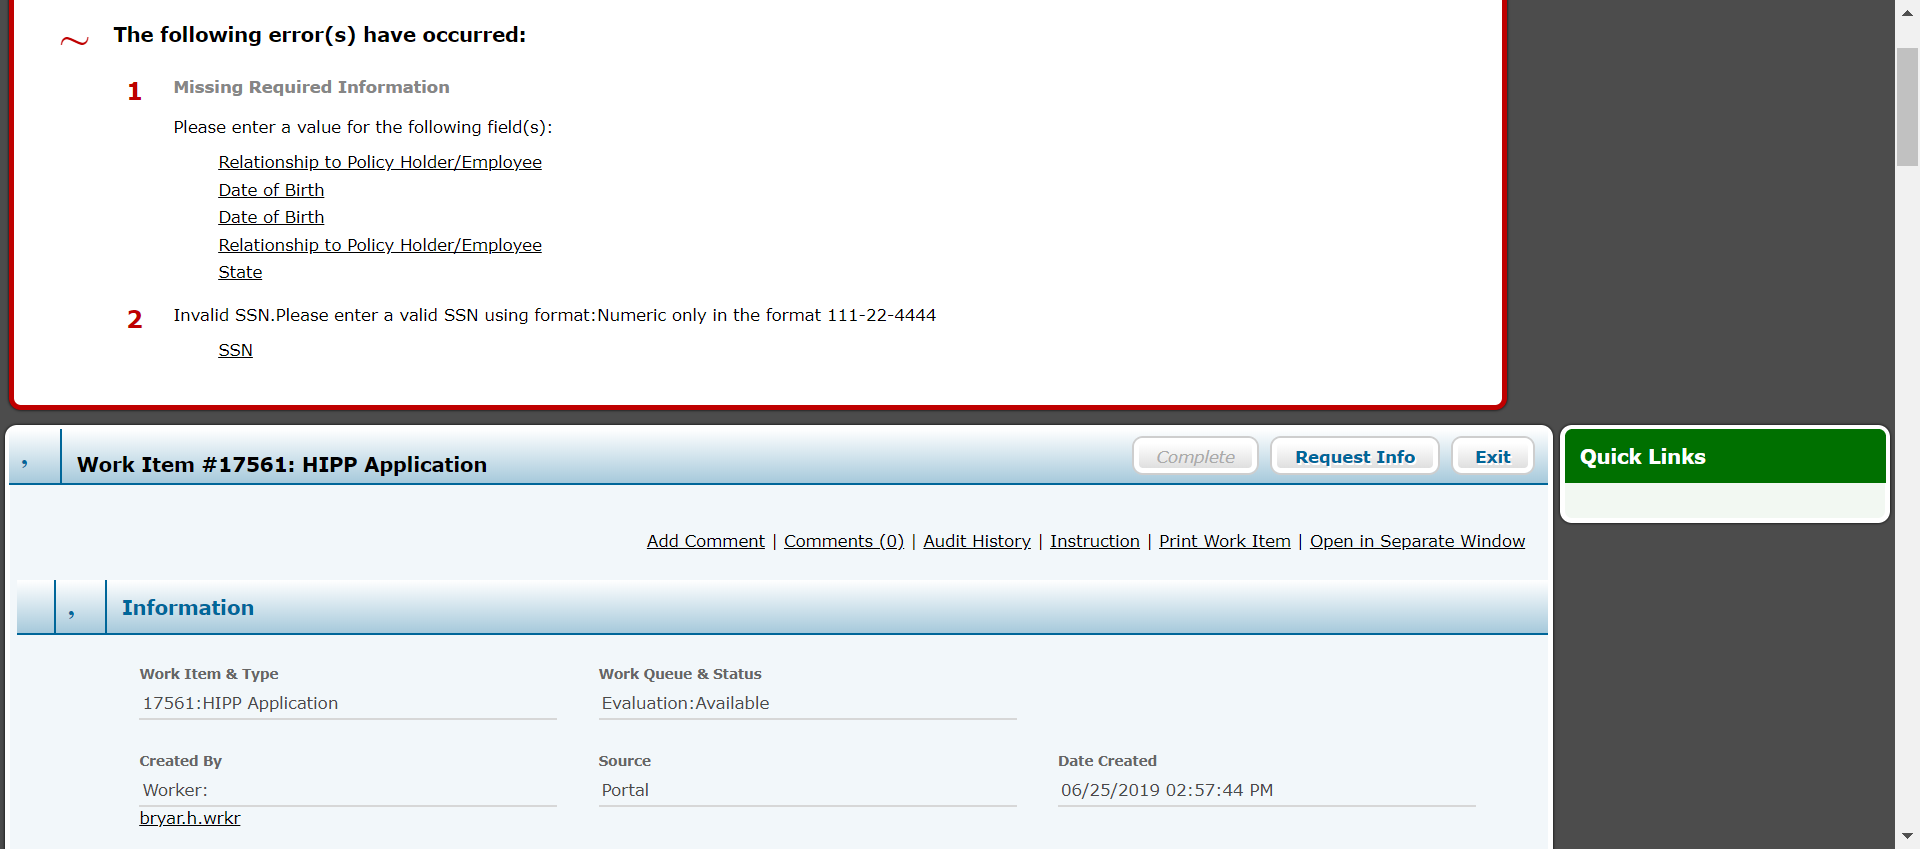 The following error(s) have occurred:
1 Missing Required Information
Please enter a value for the following field(s):
Relationship to Policy Holder/Employee
Date of Birth
Date of Birth
Relationship to Policy Holder/Employee
State
2 Invalid SSN.Please enter a valid SSN using format:Numeric only in the format 111-22-4444
SSN
, Work Item #17561: HIPP Application Complete Request Info Exit
Quick Links
Add Comment | Comments (0) | Audit History | Instruction | Print Work Item | Open in Separate Window
, Information
Work Item & Type Work Queue & Status
17561:HIPP Application Evaluation:Available
Created By Source Date Created
Worker: Portal 06/25/2019 02:57:44 PM
bryar.h.wrkr